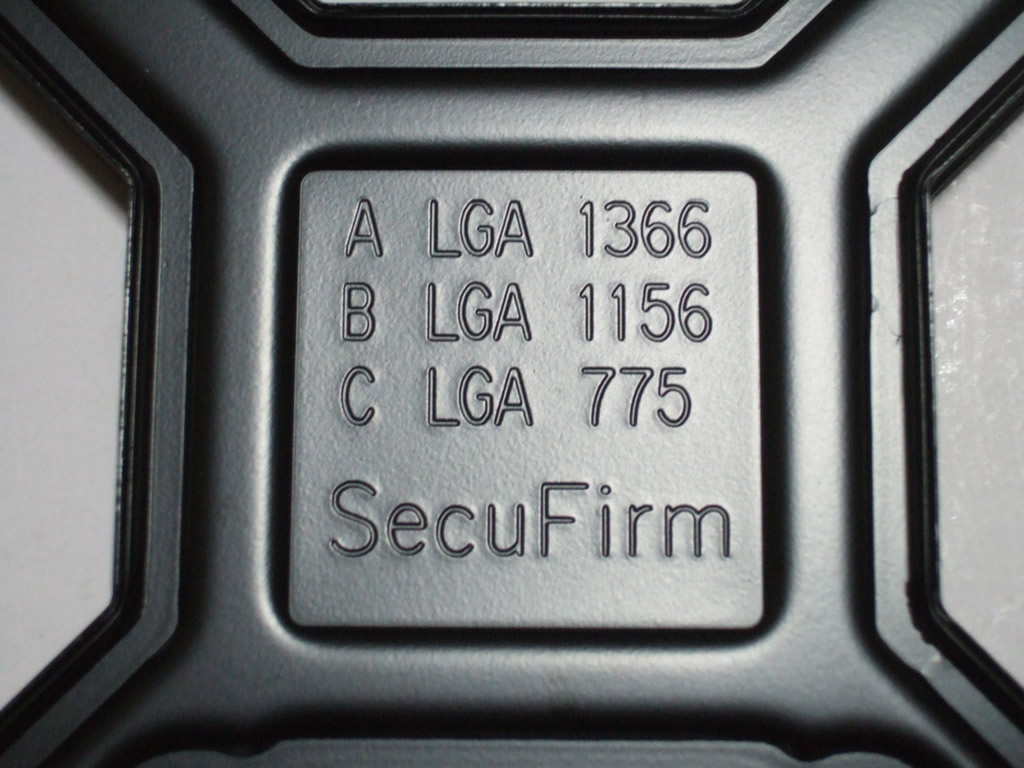 A LGA 1366
B LGA 1156
C LGA 775
SecuFirm